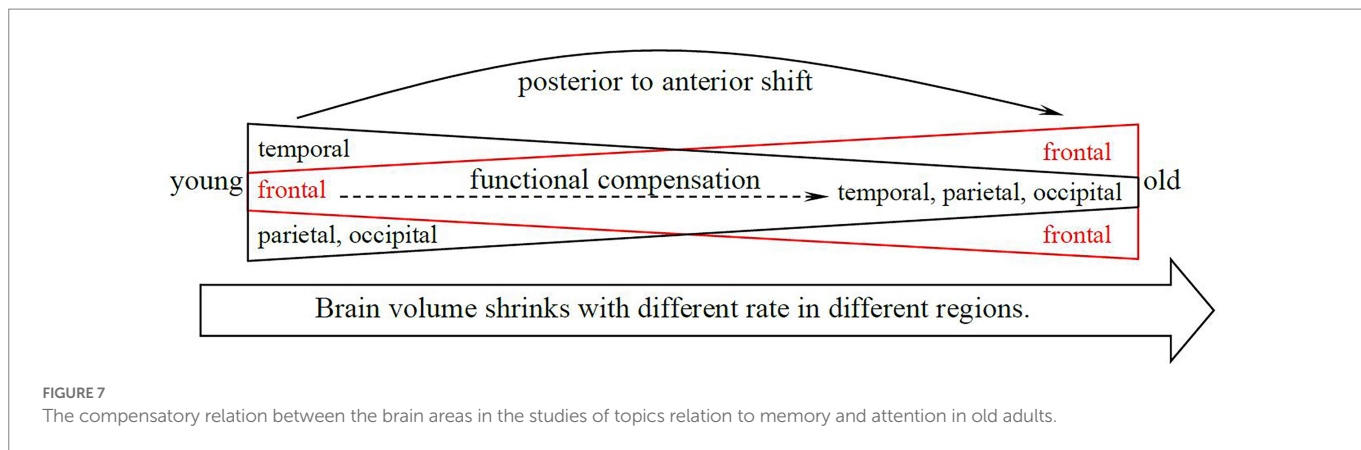 posterior to anterior shift
temporal
frontal
young
frontal
functional compensation
temporal, parietal, occipital
old
parietal, occipital
frontal
Brain volume shrinks with different rate in different regions.
FIGURE 7
The compensatory relation between the brain areas in the studies of topics relation to memory and attention in old adults.